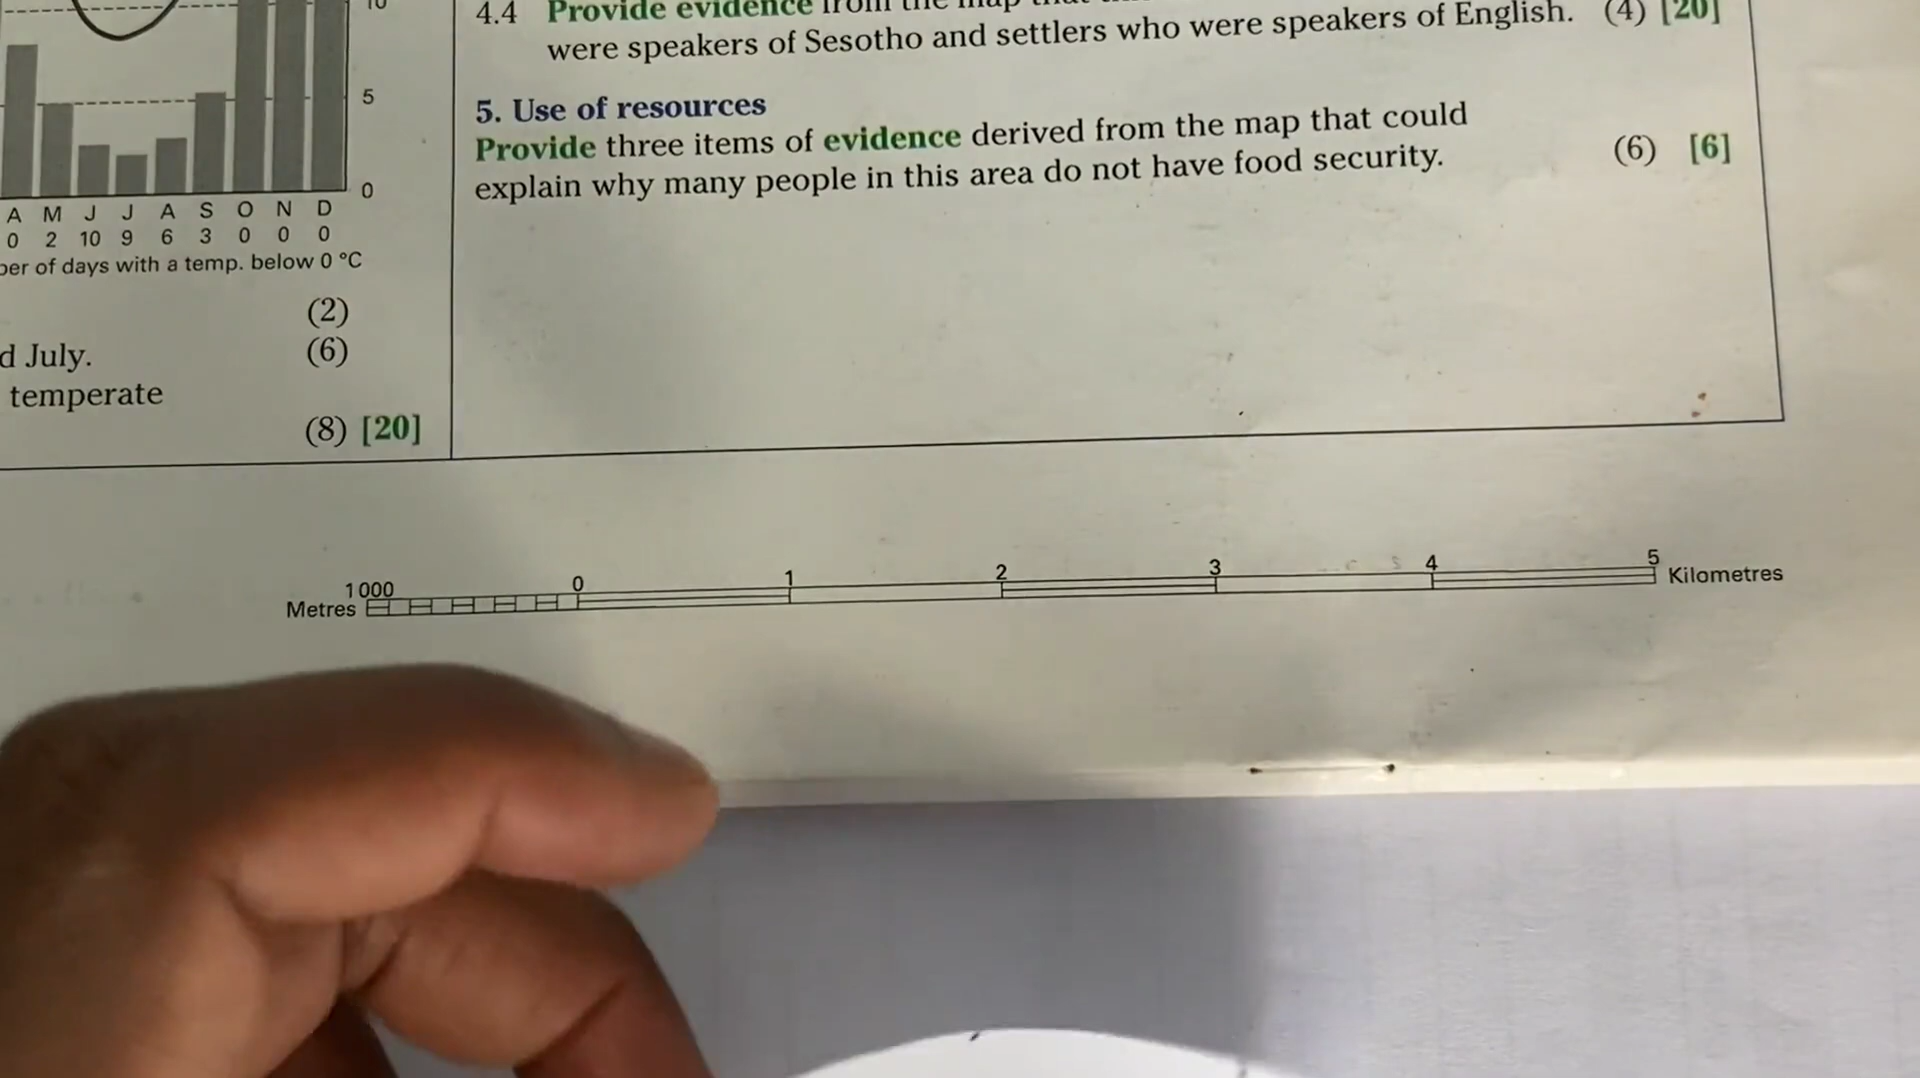 10
5
0
A M J J A S O N D
0 2 10 9 6 3 0 0 0
of days with a temp. below 0 °C
(2)
July. (6)
temperate
(8) [20]
4.4 Provide evidence from the map
were speakers of Sesotho and settlers who were speakers of English. (4) [20]
5. Use of resources
Provide three items of evidence derived from the map that could
explain why many people in this area do not have food security. (6) [6]
1 000 0 1 2 3 4 5
Metres Kilometres